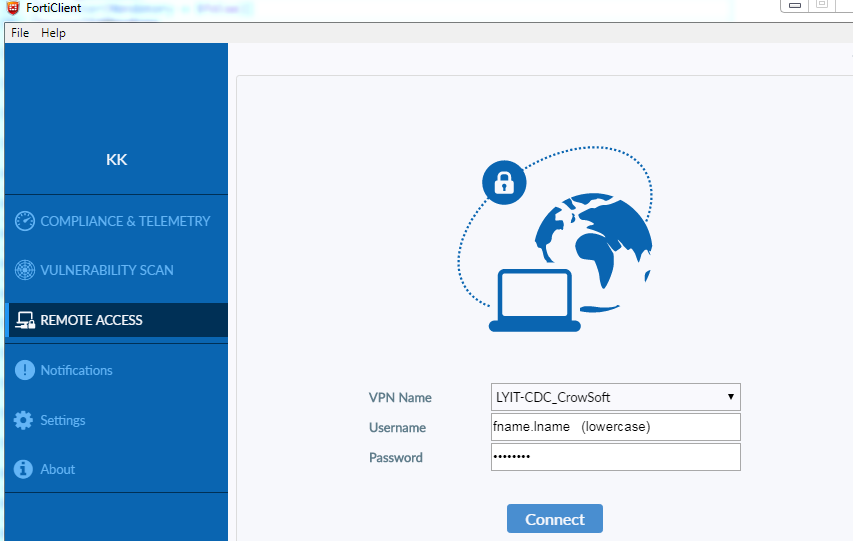 FortiClient
File Help
KK
COMPLIANCE & TELEMETRY
VULNERABILITY SCAN
REMOTE ACCESS
Notifications
Settings
About
VPN Name LYIT-CDC_CrowSoft
Username fname.lname (lowercase)
Password ••••••••
Connect